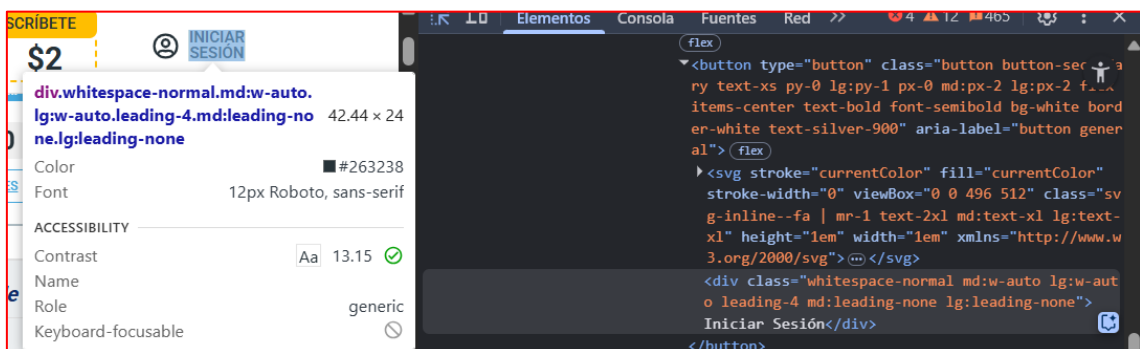 SCRÍBETE
$2
INICIAR
SESIÓN
div.whitespace-normal.md:w-auto.
lg:w-auto.leading-4.md:leading-no
ne.lg:leading-none
42.44 × 24
Color
#263238
Font
12px Roboto, sans-serif
ACCESSIBILITY
Contrast
Aa 13.15
Name
Role
generic
Keyboard-focusable
Elementos Consola Fuentes Red
4 12 465
flex
<button type="button" class="button button-sec
ry text-xs py-0 lg:py-1 px-0 md:px-2 lg:px-2
items-center text-bold font-semibold bg-white bord
er-white text-silver-900" aria-label="button gener
al"> flex
<svg stroke="currentColor" fill="currentColor"
stroke-width="0" viewBox="0 0 496 512" class="sv
g-inline--fa | mr-1 text-2xl md:text-xl lg:text-
xl" height="1em" width="1em" xmlns="http://www.w
3.org/2000/svg"> … </svg>
<div class="whitespace-normal md:w-auto lg:w-aut
o leading-4 md:leading-none lg:leading-none">
Iniciar Sesión</div>
</button>